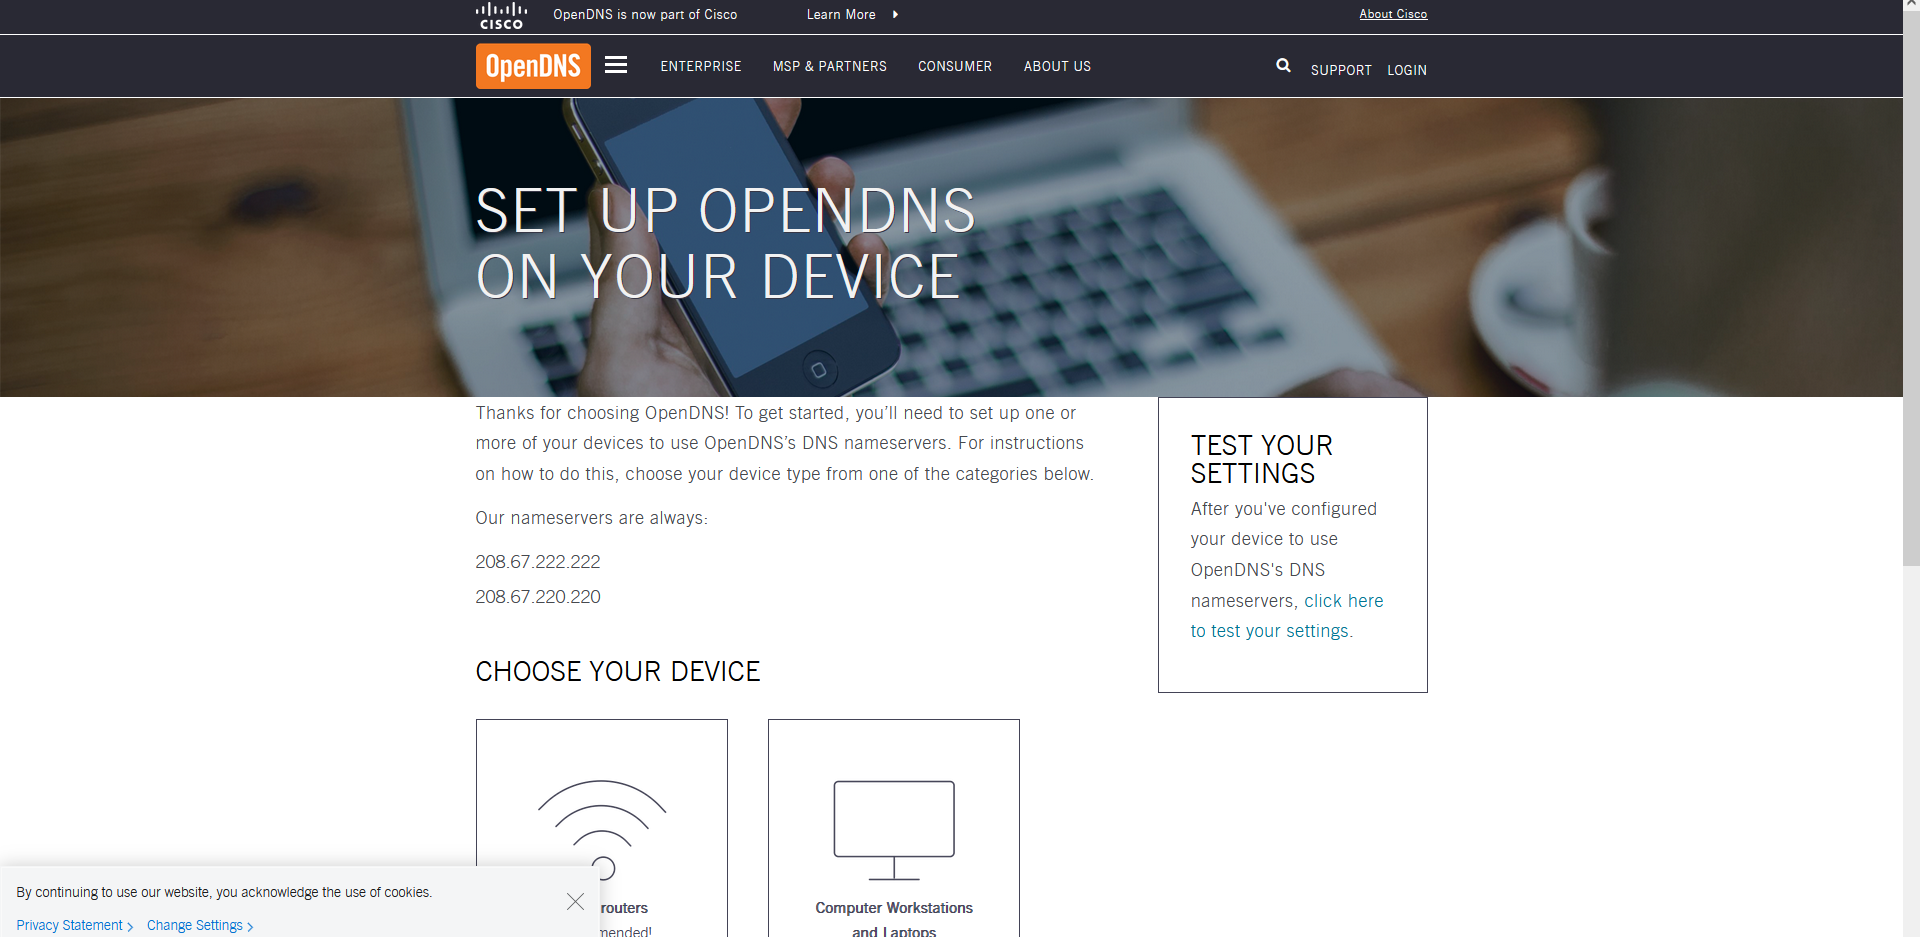 CISCO
OpenDNS is now part of Cisco
Learn More
About Cisco
OpenDNS
ENTERPRISE
MSP & PARTNERS
CONSUMER
ABOUT US
SUPPORT
LOGIN
SET UP OPENDNS
ON YOUR DEVICE
Thanks for choosing OpenDNS! To get started, you’ll need to set up one or
more of your devices to use OpenDNS’s DNS nameservers. For instructions
on how to do this, choose your device type from one of the categories below.
Our nameservers are always:
208.67.222.222
208.67.220.220
TEST YOUR
SETTINGS
After you've configured
your device to use
OpenDNS's DNS
nameservers, click here
to test your settings.
CHOOSE YOUR DEVICE
routers
mended!
Computer Workstations
and Laptops
By continuing to use our website, you acknowledge the use of cookies.
Privacy Statement
Change Settings